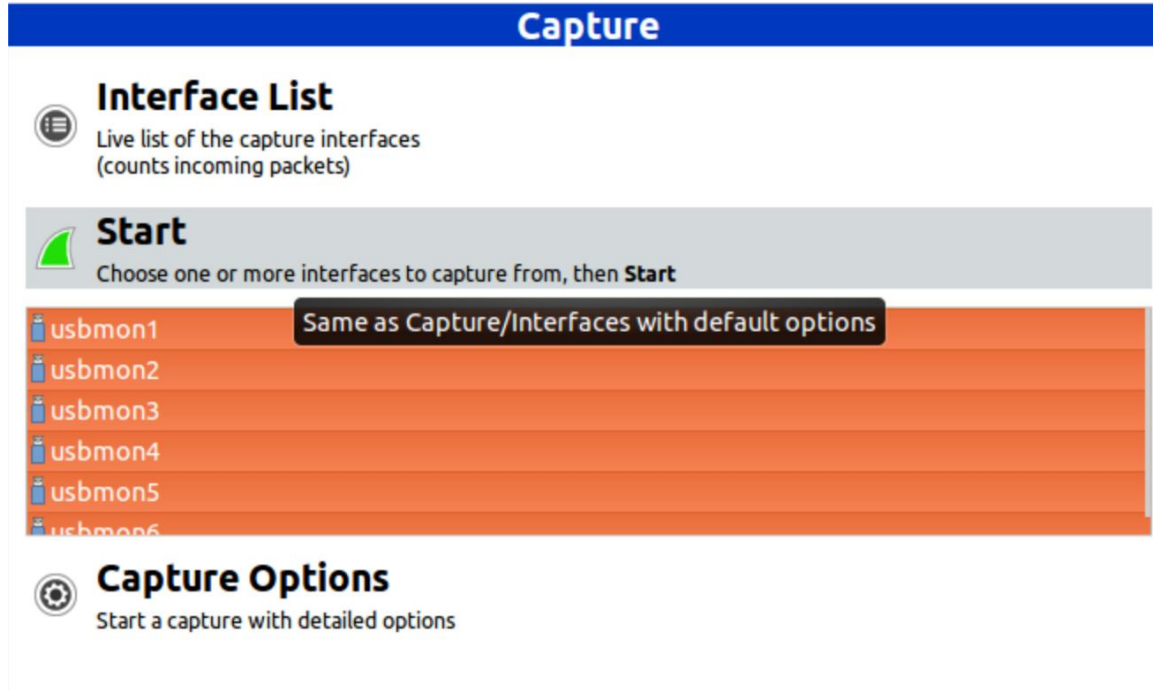 Capture
Interface List
Live list of the capture interfaces
(counts incoming packets)
Start
Choose one or more interfaces to capture from, then Start
Same as Capture/Interfaces with default options
usbmon1
usbmon2
usbmon3
usbmon4
usbmon5
usbmon6
Capture Options
Start a capture with detailed options